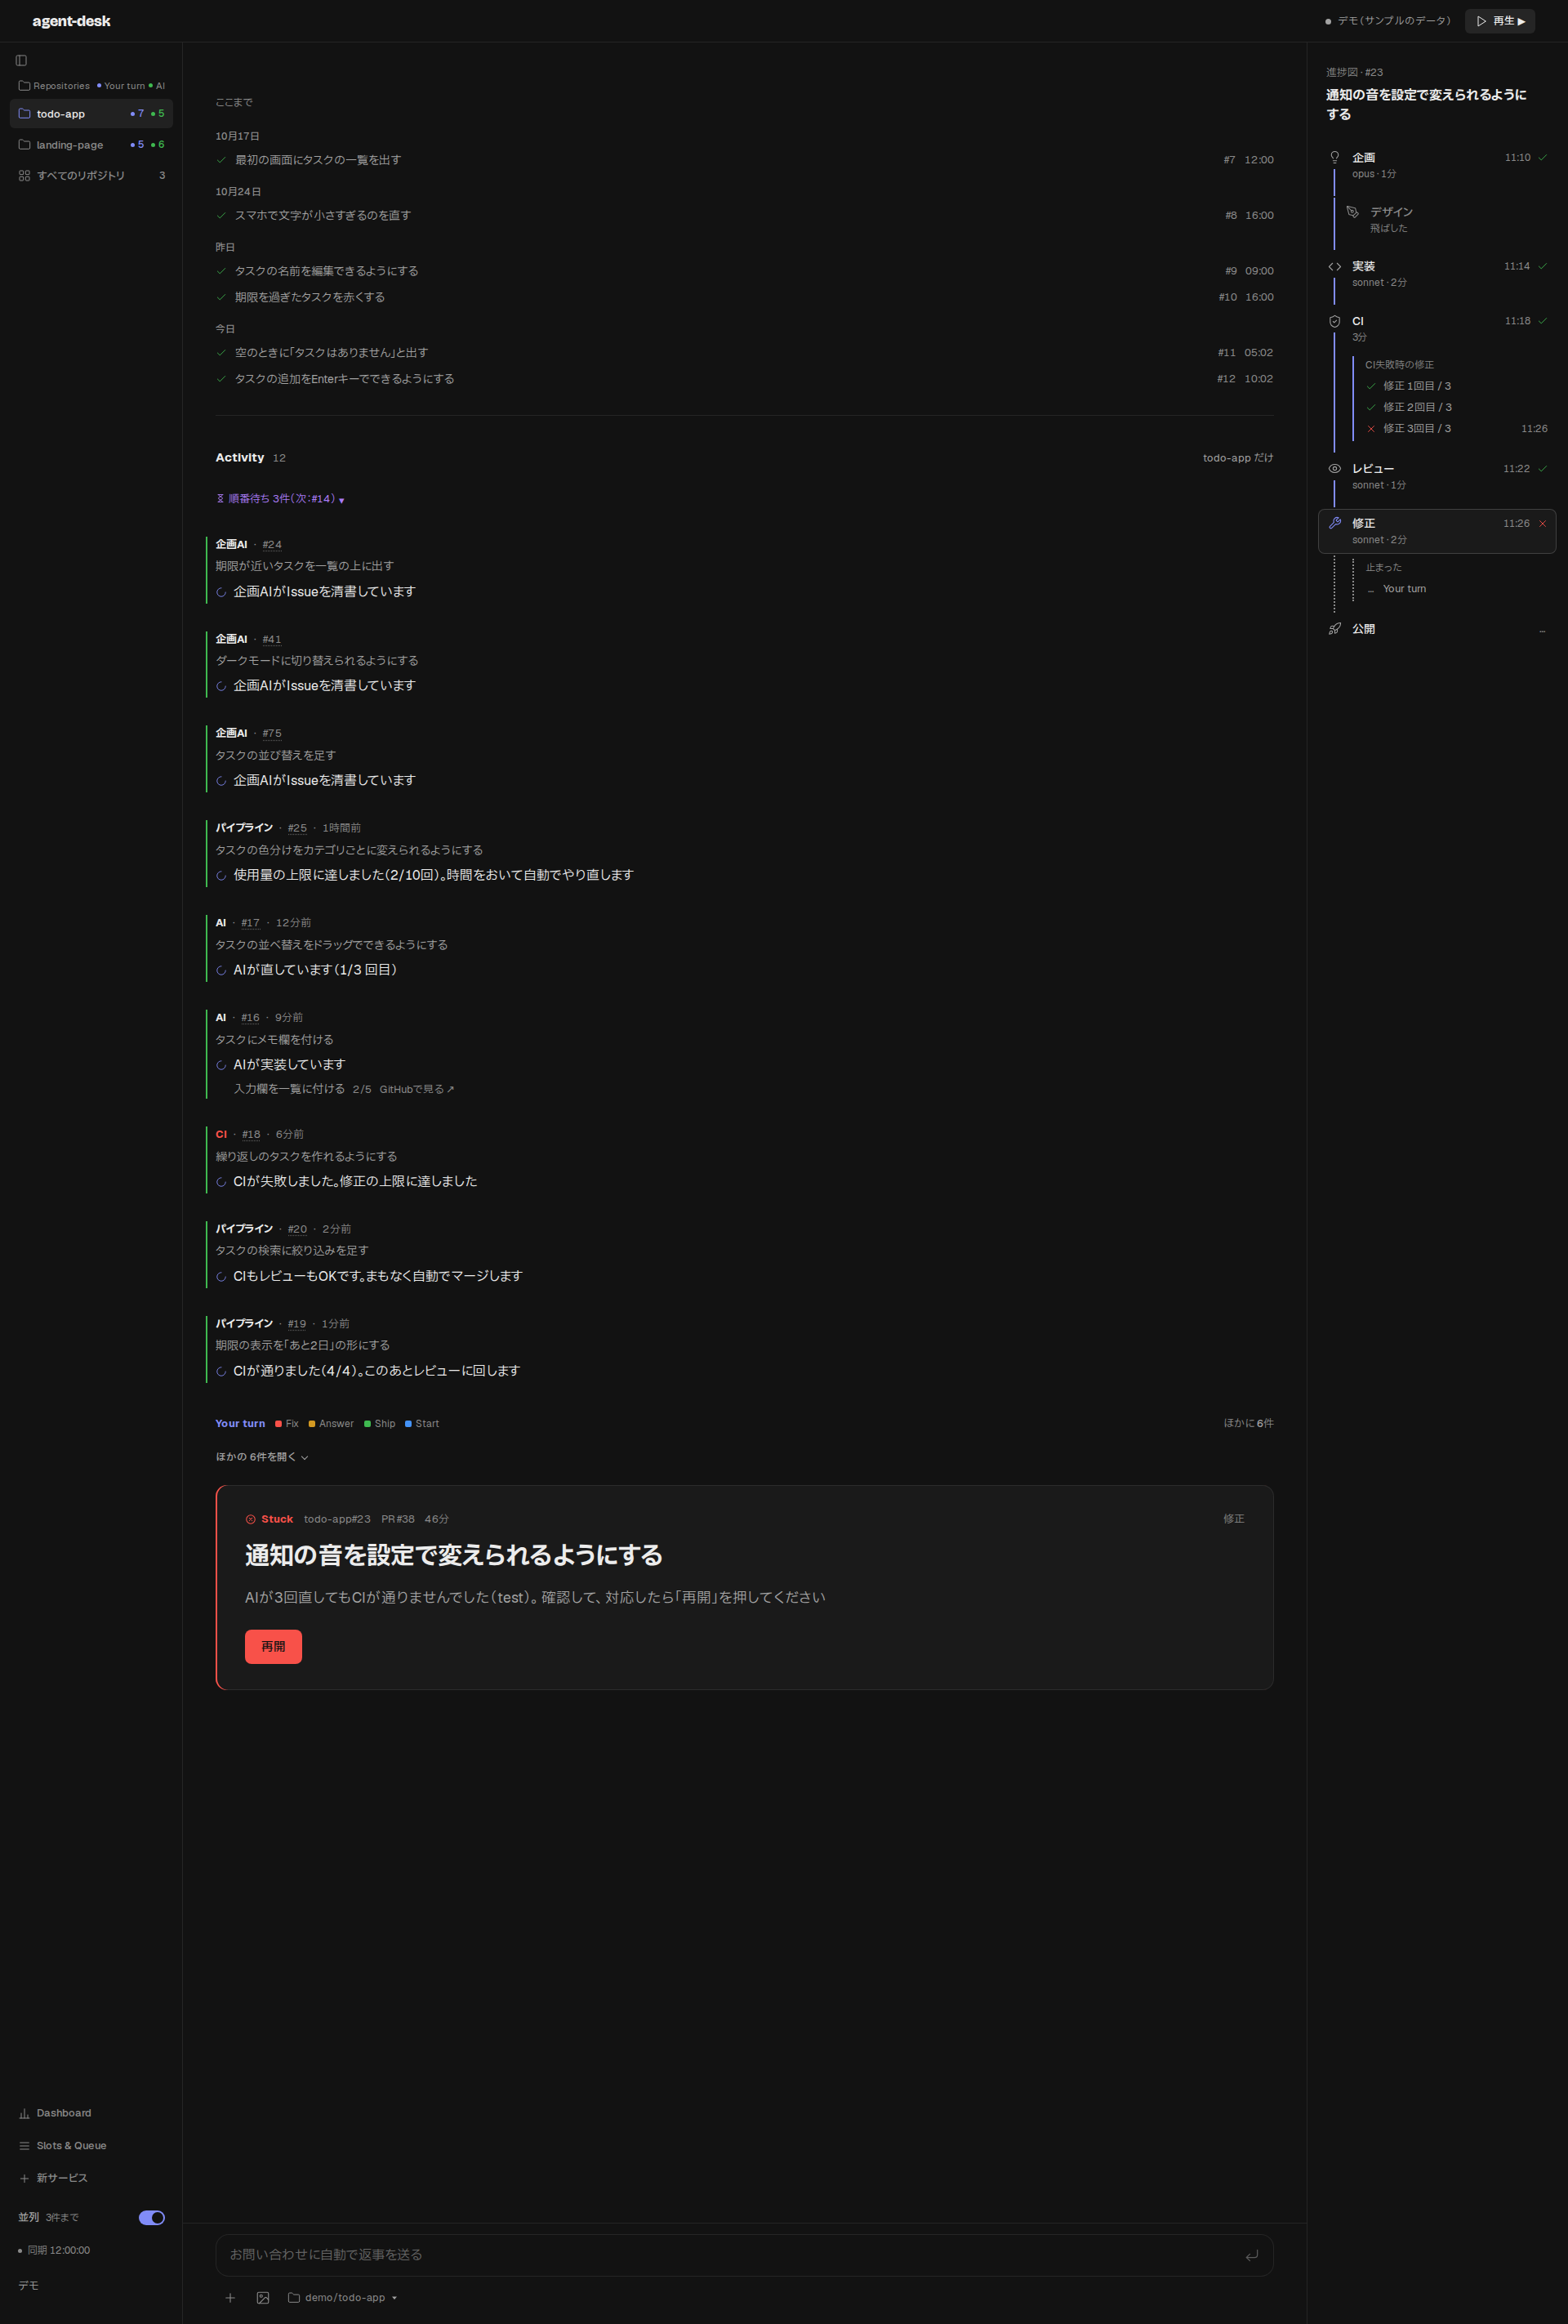 agent-desk
デモ（サンプルのデータ）
再生 ▶
Repositories Your turn AI
todo-app 7 5
landing-page 5 6
すべてのリポジトリ 3
ここまで
10月17日
最初の画面にタスクの一覧を出す #7 12:00
10月24日
スマホで文字が小さすぎるのを直す #8 16:00
昨日
タスクの名前を編集できるようにする #9 09:00
期限を過ぎたタスクを赤くする #10 16:00
今日
空のときに「タスクはありません」と出す #11 05:02
タスクの追加をEnterキーでできるようにする #12 10:02
Activity 12 todo-app だけ
順番待ち 3件（次：#14） ▼
企画AI · #24
期限が近いタスクを一覧の上に出す
企画AIがIssueを清書しています
企画AI · #41
ダークモードに切り替えられるようにする
企画AIがIssueを清書しています
企画AI · #75
タスクの並び替えを足す
企画AIがIssueを清書しています
パイプライン · #25 · 1時間前
タスクの色分けをカテゴリごとに変えられるようにする
使用量の上限に達しました（2/10回）。時間をおいて自動でやり直します
AI · #17 · 12分前
タスクの並べ替えをドラッグでできるようにする
AIが直しています（1/3 回目）
AI · #16 · 9分前
タスクにメモ欄を付ける
AIが実装しています
入力欄を一覧に付ける 2/5 GitHubで見る ↗
CI · #18 · 6分前
繰り返しのタスクを作れるようにする
CIが失敗しました。修正の上限に達しました
パイプライン · #20 · 2分前
タスクの検索に絞り込みを足す
CIもレビューもOKです。まもなく自動でマージします
パイプライン · #19 · 1分前
期限の表示を「あと2日」の形にする
CIが通りました（4/4）。このあとレビューに回します
Your turn Fix Answer Ship Start ほかに 6件
ほかの 6件を開く
Stuck todo-app#23 PR #38 46分 修正
通知の音を設定で変えられるようにする
AIが3回直してもCIが通りませんでした（test）。確認して、対応したら「再開」を押してください
再開
お問い合わせに自動で返事を送る
demo/todo-app
Dashboard
Slots & Queue
新サービス
並列 3件まで
同期 12:00:00
デモ
進捗図 · #23
通知の音を設定で変えられるように
する
企画 11:10
opus · 1分
デザイン
飛ばした
実装 11:14
sonnet · 2分
CI 11:18
3分
CI失敗時の修正
修正 1回目 / 3
修正 2回目 / 3
修正 3回目 / 3 11:26
レビュー 11:22
sonnet · 1分
修正 11:26
sonnet · 2分
止まった
Your turn
公開